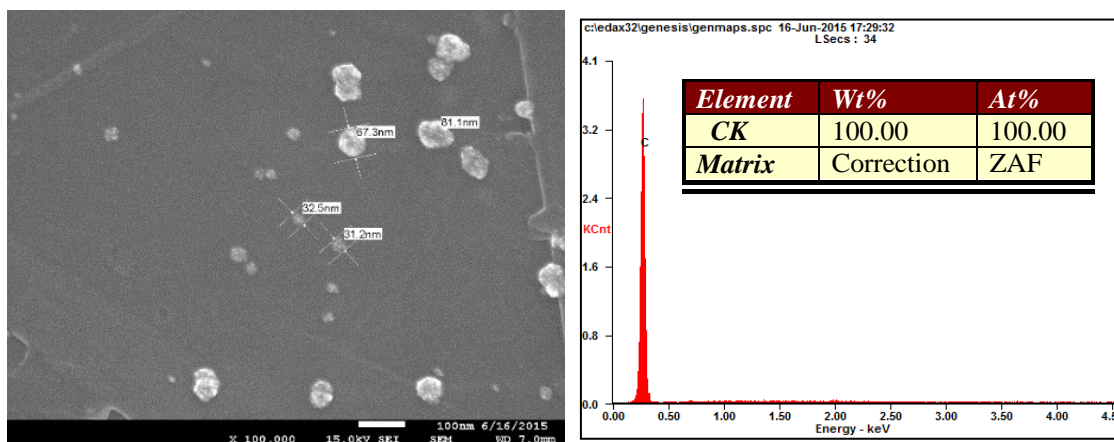 67.3nm
81.1nm
32.5nm
31.2nm
100nm 6/16/2015
X 100,000 15.0kV SEI SEM WD 7.0mm
c:\edax32\genesis\genmaps.spc 16-Jun-2015 17:29:32
LSecs : 34
4.1
3.2
2.4
KCnt
1.6
0.8
0.0
C
Element Wt% At%
CK 100.00 100.00
Matrix Correction ZAF
0.00 0.50 1.00 1.50 2.00 2.50 3.00 3.50 4.00 4.5
Energy - keV